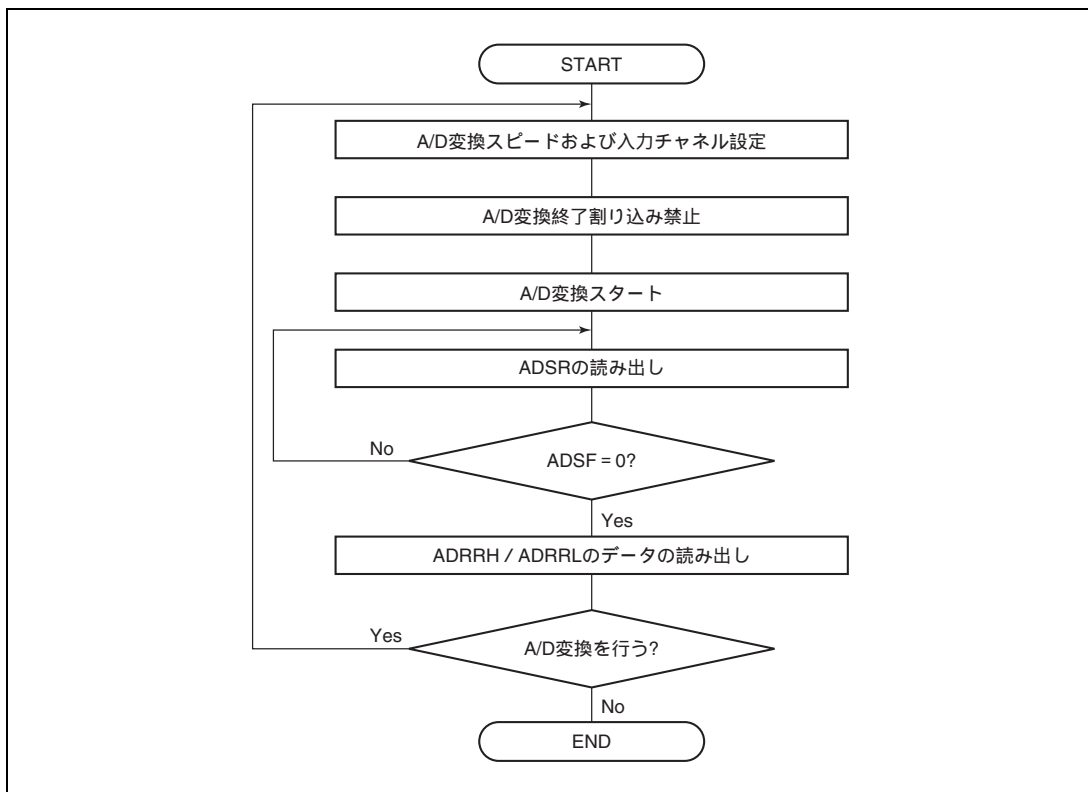 START
A/D変換スピードおよび入力チャネル設定
A/D変換終了割り込み禁止
A/D変換スタート
ADSRの読み出し
No
ADSF = 0?
Yes
ADRRH / ADRRLのデータの読み出し
Yes
A/D変換を行う?
No
END